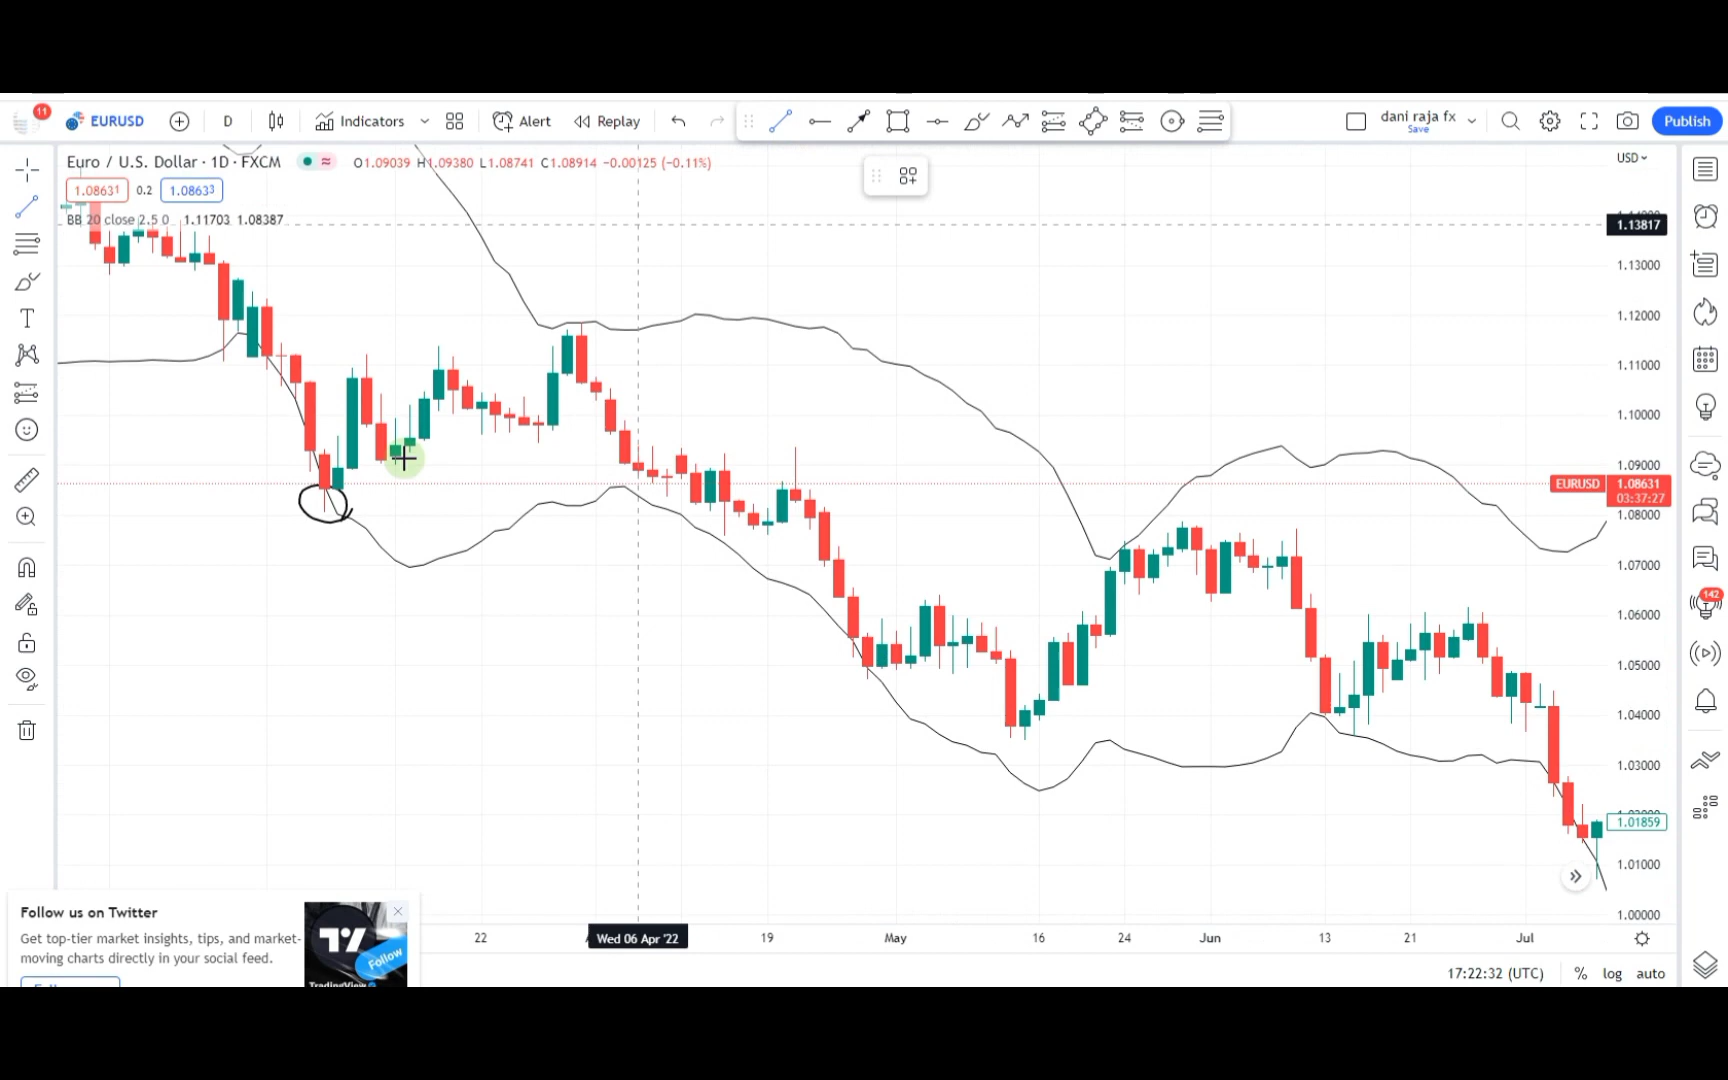 11 EURUSD D Indicators Alert Replay dani raja fx Save Publish
Euro / U.S. Dollar · 1D · FXCM O1.09039 H1.09380 L1.08741 C1.08914 −0.00125 (−0.11%) USD
1.08631 0.2 1.08633
BB 20 close 2.5 0 1.11703 1.08387
1.13817
1.13000
1.12000
1.11000
1.10000
1.09000
EURUSD 1.08631
03:37:27
1.08000
1.07000
1.06000
142
1.05000
1.04000
1.03000
1.01859
1.01000
1.00000
22 Wed 06 Apr '22 19 May 16 24 Jun 13 21 Jul
Follow us on Twitter
Get top-tier market insights, tips, and market-
moving charts directly in your social feed.
Follow
TradingView
17:22:32 (UTC) % log auto